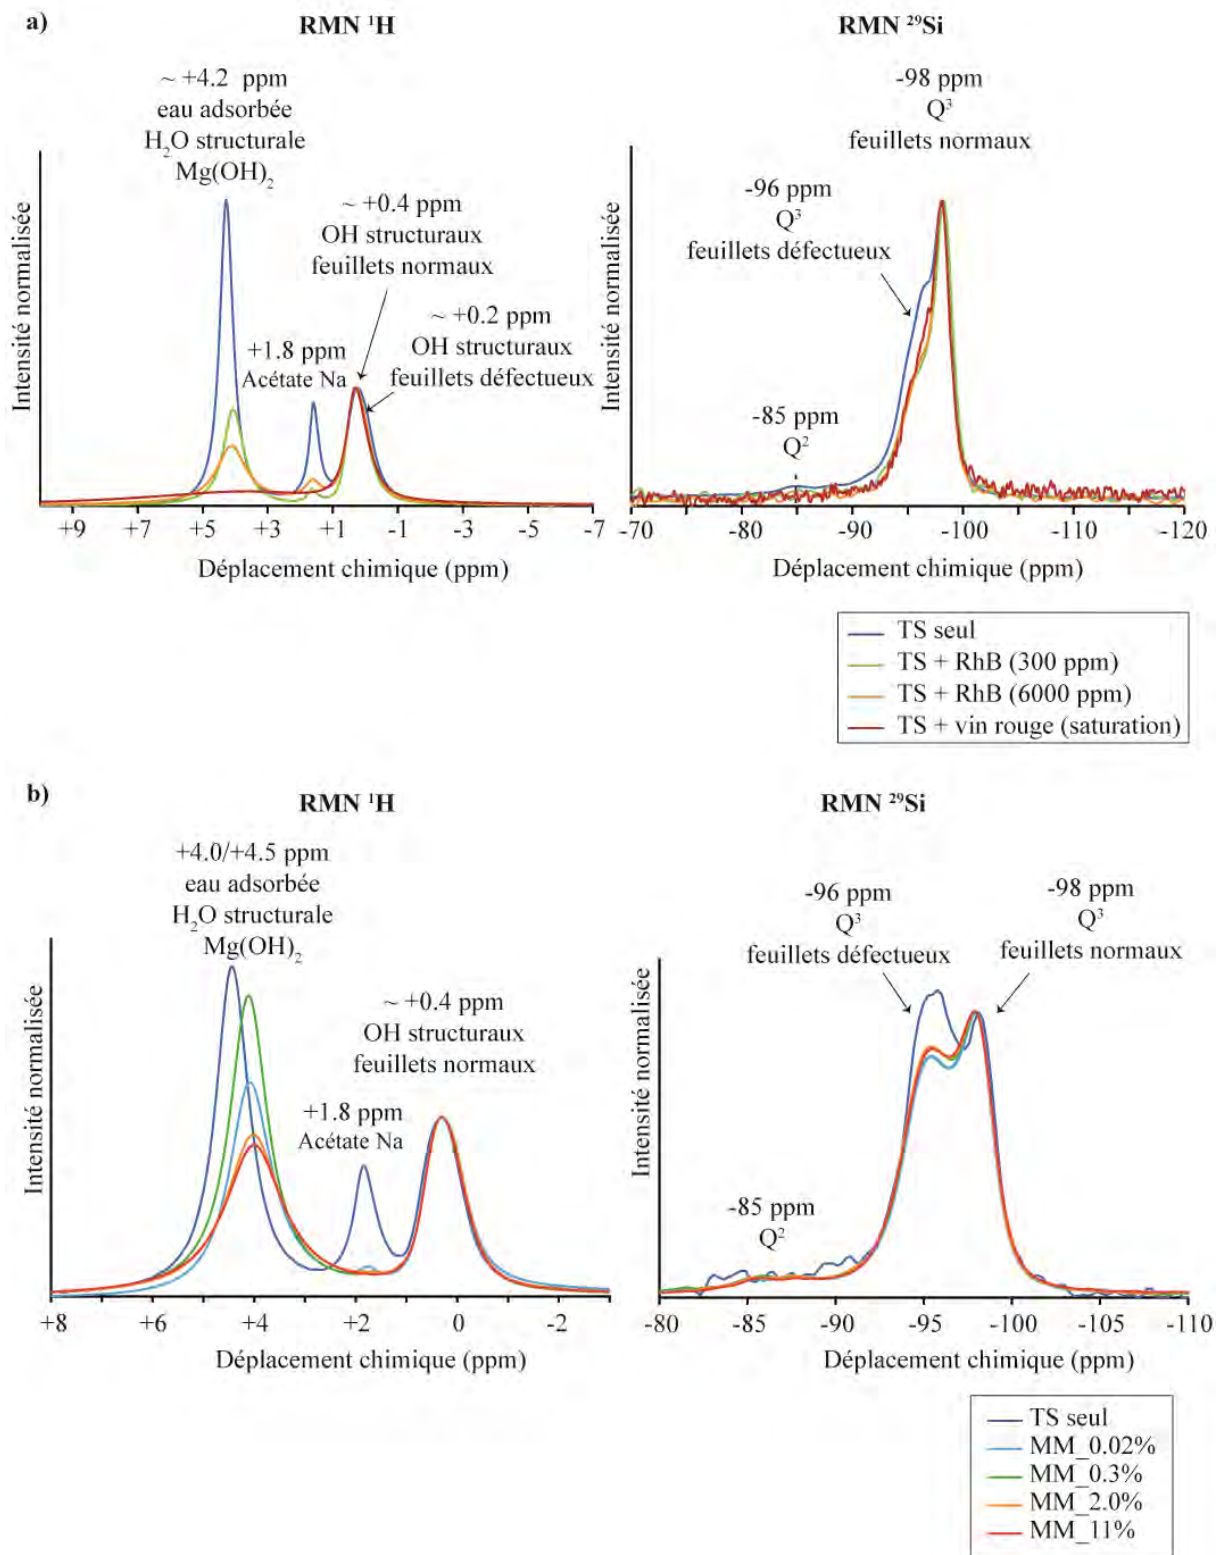 a)
RMN ¹H
RMN ²⁹Si
~ +4.2 ppm
eau adsorbée
H₂O structurale
Mg(OH)₂
~ +0.4 ppm
OH structuraux
feuillets normaux
~ +0.2 ppm
OH structuraux
feuillets défectueux
+1.8 ppm
Acétate Na
Intensité normalisée
+9 +7 +5 +3 +1 -1 -3 -5 -7
Déplacement chimique (ppm)
-98 ppm
Q³
feuillets normaux
-96 ppm
Q³
feuillets défectueux
-85 ppm
Q²
Intensité normalisée
-70 -80 -90 -100 -110 -120
Déplacement chimique (ppm)
TS seul
TS + RhB (300 ppm)
TS + RhB (6000 ppm)
TS + vin rouge (saturation)
b)
RMN ¹H
RMN ²⁹Si
+4.0/+4.5 ppm
eau adsorbée
H₂O structurale
Mg(OH)₂
~ +0.4 ppm
OH structuraux
feuillets normaux
+1.8 ppm
Acétate Na
Intensité normalisée
+8 +6 +4 +2 0 -2
Déplacement chimique (ppm)
-96 ppm
Q³
feuillets défectueux
-98 ppm
Q³
feuillets normaux
-85 ppm
Q²
Intensité normalisée
-80 -85 -90 -95 -100 -105 -110
Déplacement chimique (ppm)
TS seul
MM_0.02%
MM_0.3%
MM_2.0%
MM_11%